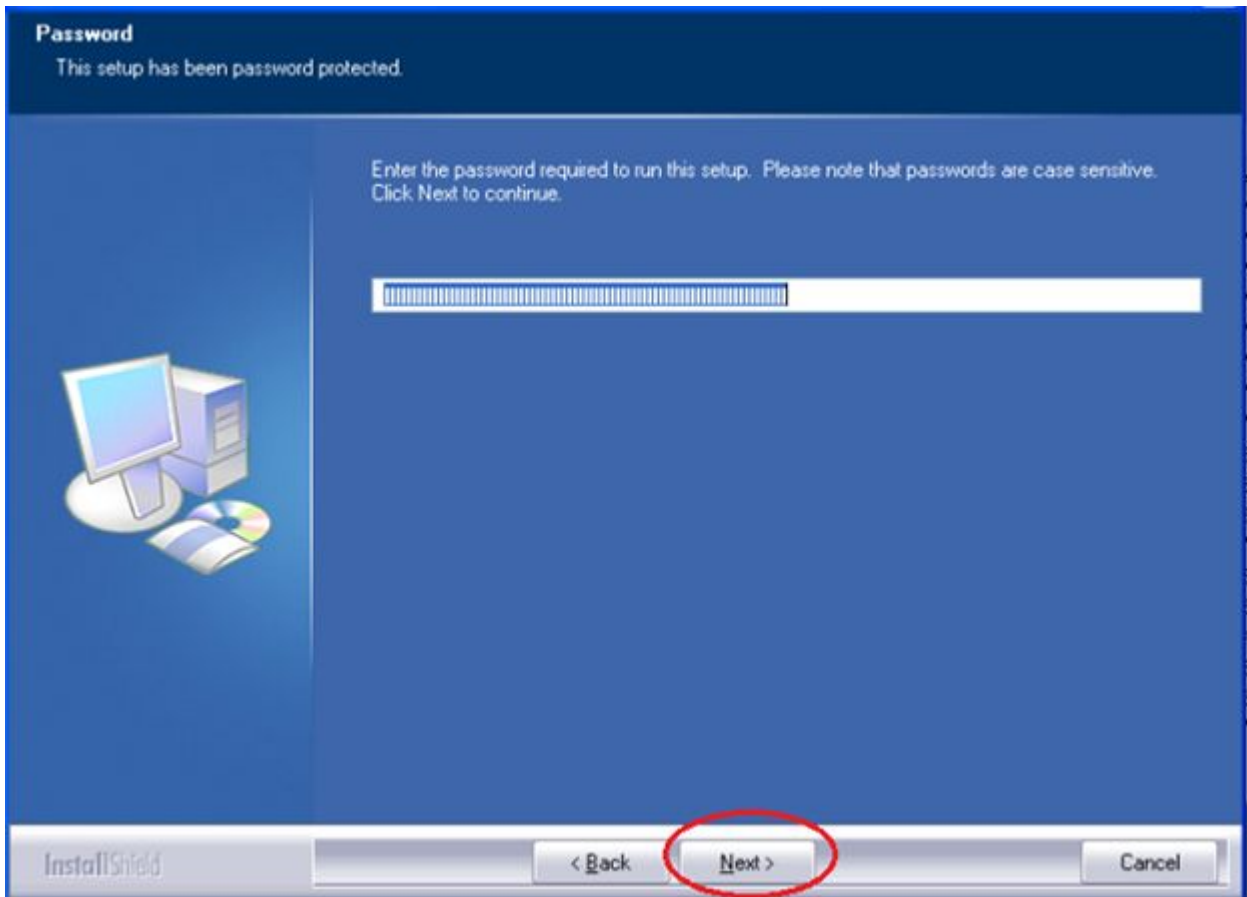 Password
This setup has been password protected.
Enter the password required to run this setup. Please note that passwords are case sensitive.
Click Next to continue.
InstallShield
< Back
Next >
Cancel